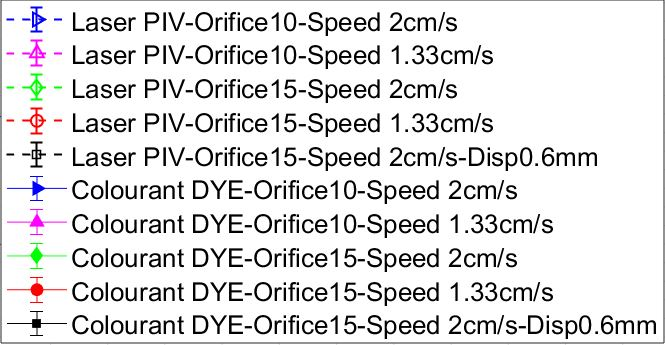 Laser PIV-Orifice10-Speed 2cm/s
Laser PIV-Orifice10-Speed 1.33cm/s
Laser PIV-Orifice15-Speed 2cm/s
Laser PIV-Orifice15-Speed 1.33cm/s
Laser PIV-Orifice15-Speed 2cm/s-Disp0.6mm
Colourant DYE-Orifice10-Speed 2cm/s
Colourant DYE-Orifice10-Speed 1.33cm/s
Colourant DYE-Orifice15-Speed 2cm/s
Colourant DYE-Orifice15-Speed 1.33cm/s
Colourant DYE-Orifice15-Speed 2cm/s-Disp0.6mm